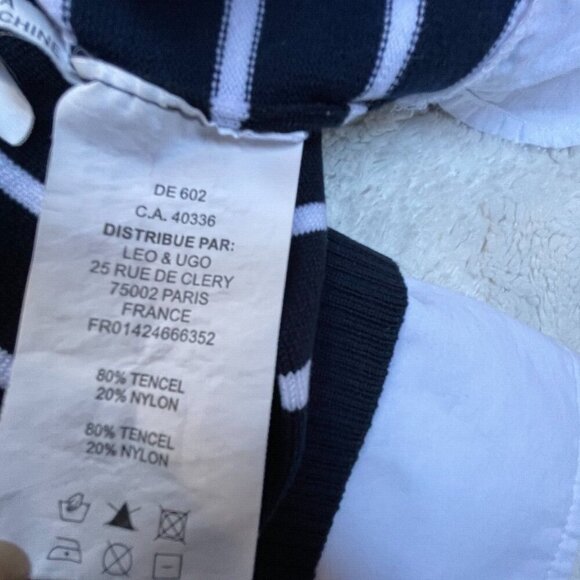 CHINE
DE 602
C.A. 40336
DISTRIBUE PAR:
LEO & UGO
25 RUE DE CLERY
75002 PARIS
FRANCE
FR01424666352
80% TENCEL
20% NYLON
80% TENCEL
20% NYLON